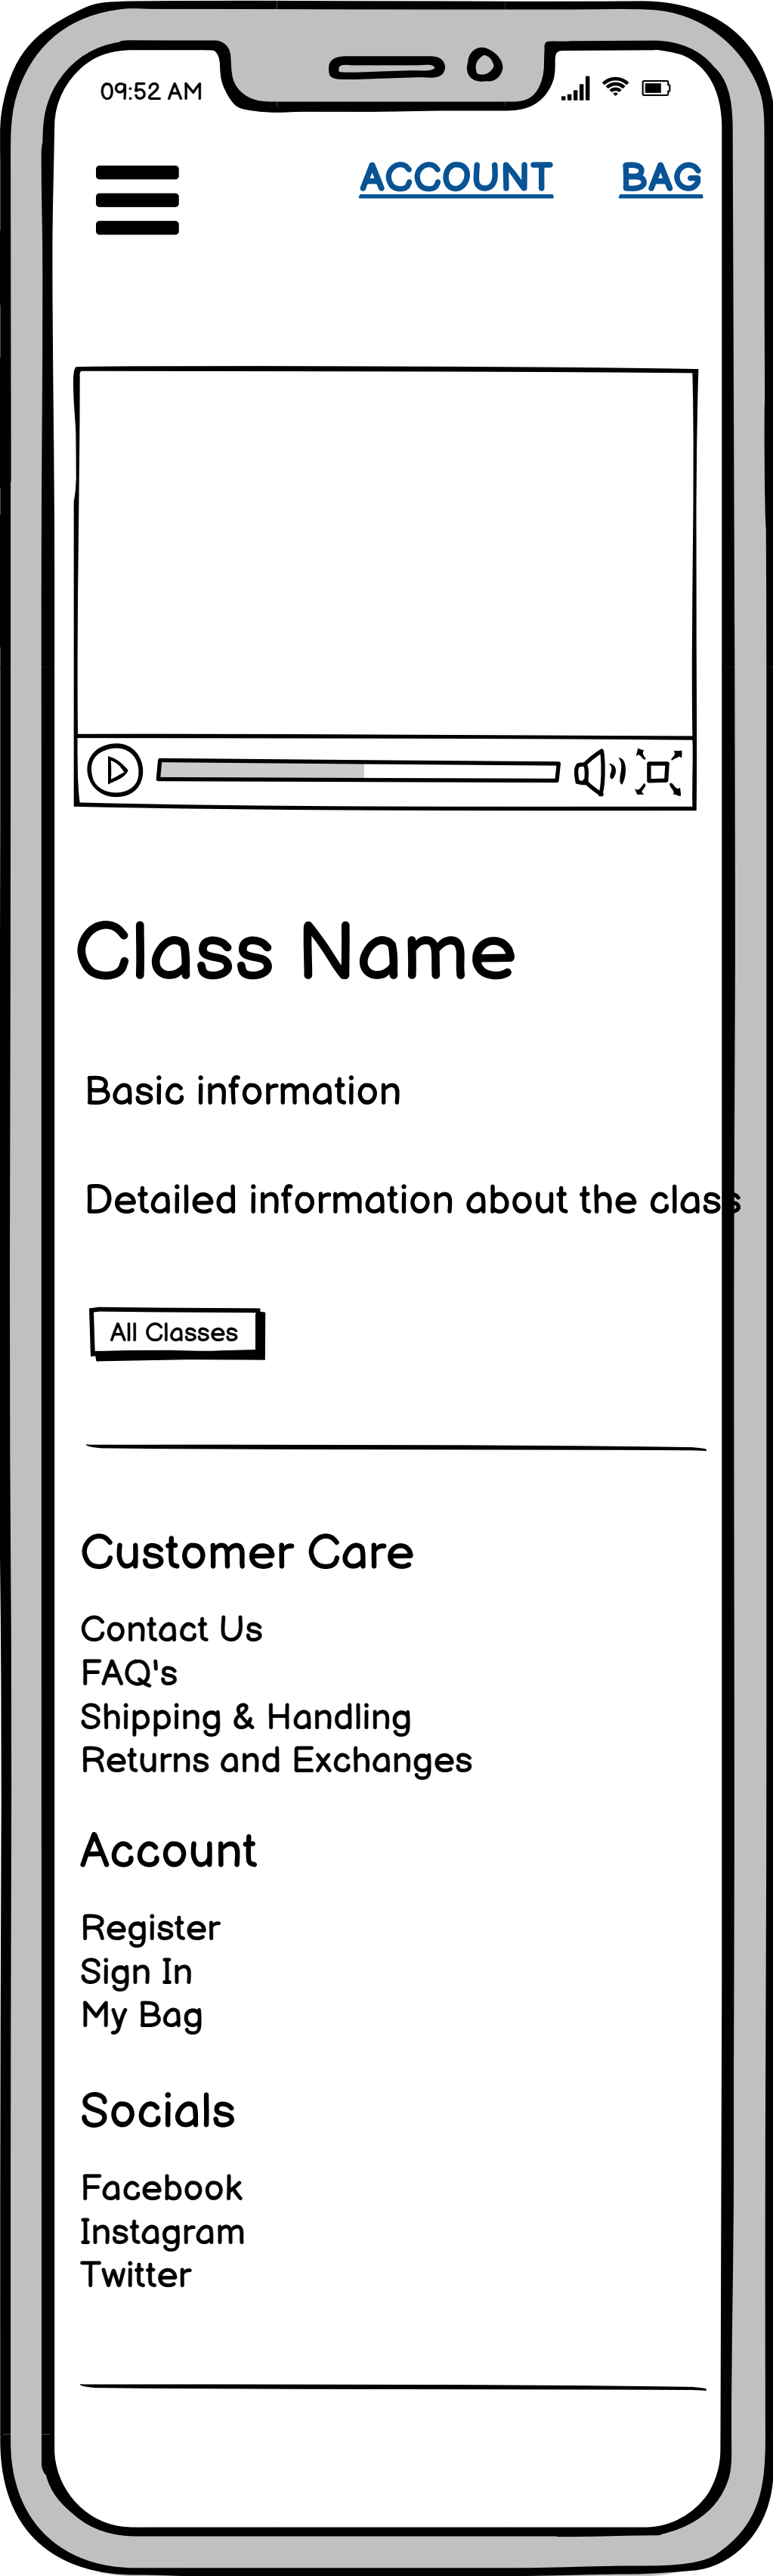 09:52 AM
ACCOUNT BAG
Class Name
Basic information
Detailed information about the class
All Classes
Customer Care
Contact Us
FAQ's
Shipping & Handling
Returns and Exchanges
Account
Register
Sign In
My Bag
Socials
Facebook
Instagram
Twitter